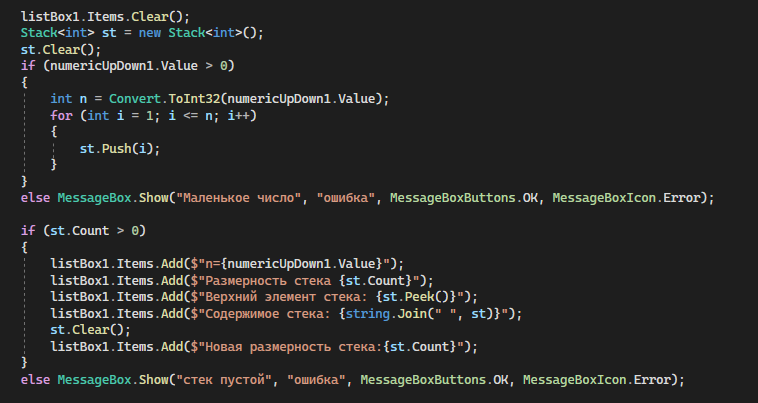 listBox1.Items.Clear();
Stack<int> st = new Stack<int>();
st.Clear();
if (numericUpDown1.Value > 0)
{
    int n = Convert.ToInt32(numericUpDown1.Value);
    for (int i = 1; i <= n; i++)
    {
        st.Push(i);
    }
}
else MessageBox.Show("Маленькое число", "ошибка", MessageBoxButtons.OK, MessageBoxIcon.Error);

if (st.Count > 0)
{
    listBox1.Items.Add($"n={numericUpDown1.Value}");
    listBox1.Items.Add($"Размерность стека {st.Count}");
    listBox1.Items.Add($"Верхний элемент стека: {st.Peek()}");
    listBox1.Items.Add($"Содержимое стека: {string.Join(" ", st)}");
    st.Clear();
    listBox1.Items.Add($"Новая размерность стека:{st.Count}");
}
else MessageBox.Show("стек пустой", "ошибка", MessageBoxButtons.OK, MessageBoxIcon.Error);